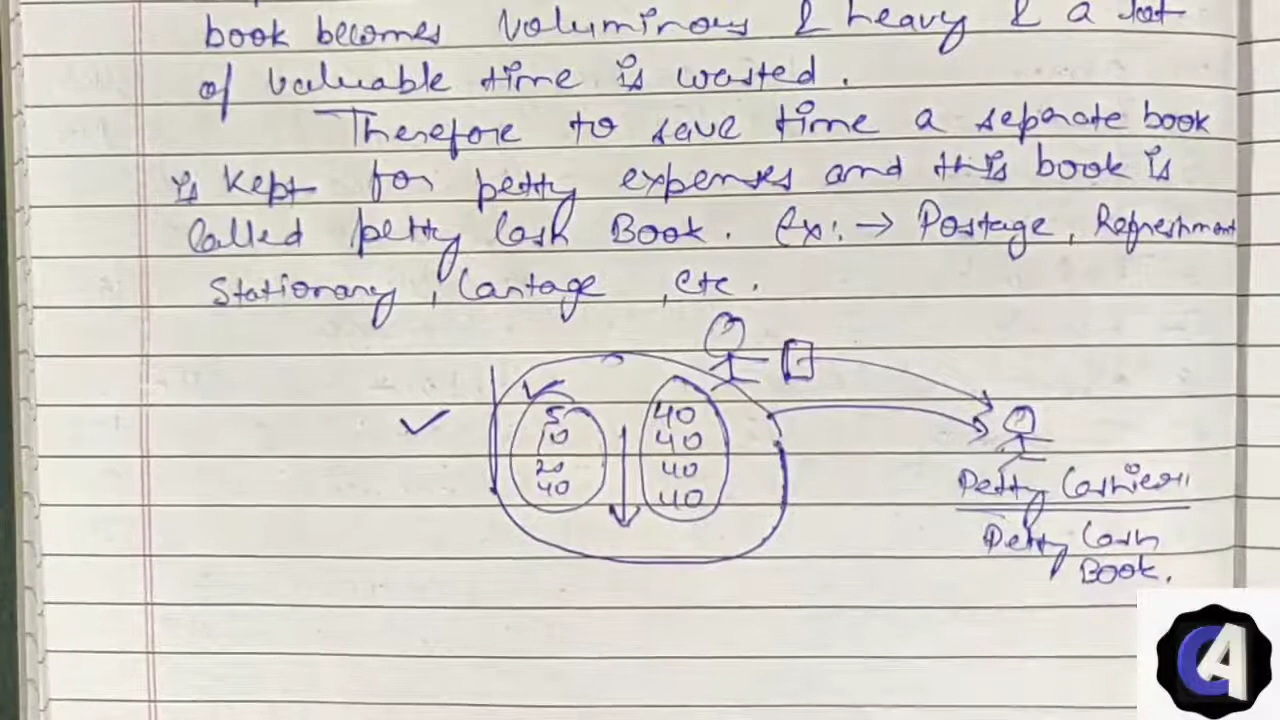 book becomes voluminous & heavy & a lot
of valuable time is wasted.
Therefore to save time a separate book
is kept for petty expenses and this book is
called petty Cash Book. Ex: → Postage, Refreshment
Stationary, Cartage, etc.
5
10
20
40
40
40
40
40
Petty Cashier
Petty Cash
Book.
CA